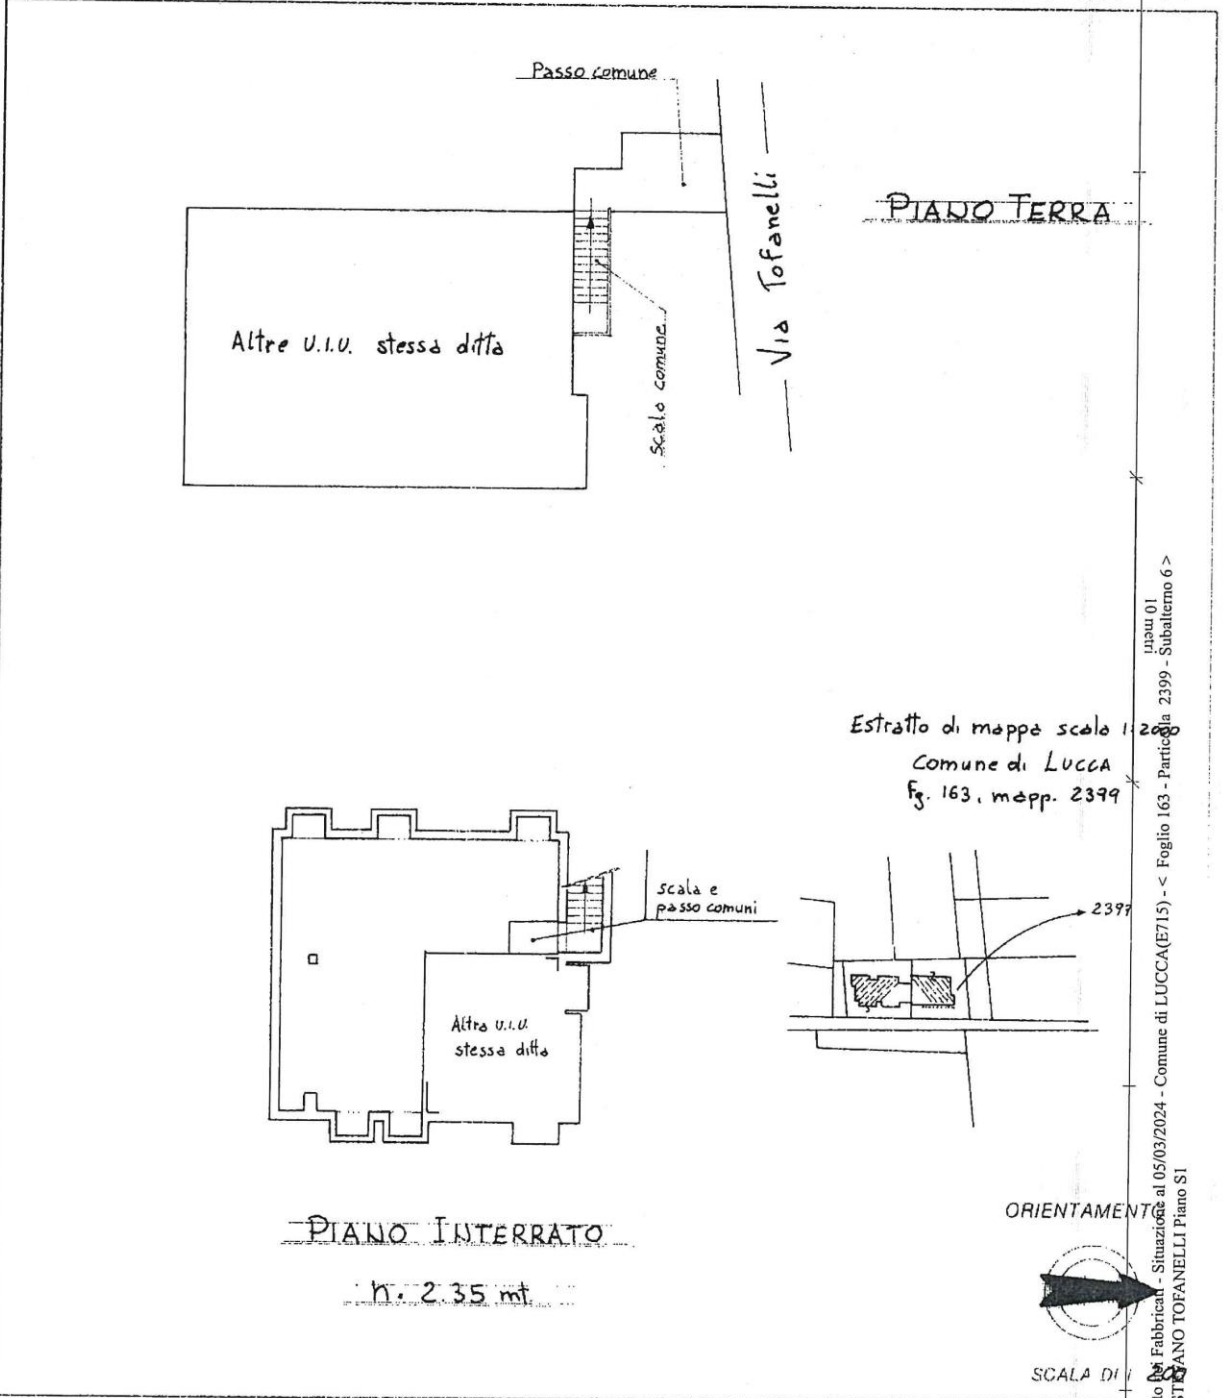 Passo comune
PIANO TERRA
Via Tofanelli
Altre U.I.U. stessa ditta
scala comune
10 metri
Estratto di mappa scala 1:2000
Comune di LUCCA
Fg. 163, mapp. 2399
scala e
passo comuni
2399
Altra U.I.U.
stessa ditta
PIANO INTERRATO
h. 2.35 mt
ORIENTAMENTO
SCALA DI 1 200
Fabbricati - Situazione al 05/03/2024 - Comune di LUCCA(E715) - < Foglio 163 - Particella 2399 - Subalterno 6 >
TOFANELLI Piano S1